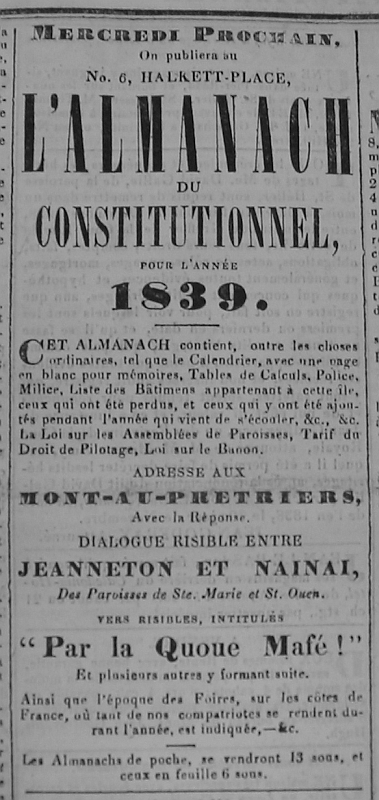 MERCREDI PROCHAIN,
On publiera au
No. 6, HALKETT-PLACE,
L'ALMANACH
DU
CONSTITUTIONNEL,
POUR L'ANNÉE
1839.
CET ALMANACH contient, outre les choses
ordinaires, tel que le Calendrier, avec une page
en blanc pour mémoires, Tables de Calculs, Police,
Milice, Liste des Bâtimens appartenant à cette île,
ceux qui ont été perdus, et ceux qui y ont été ajou-
tés pendant l'année qui vient de s'écouler, &c., &c.
La Loi sur les Assemblées de Paroisses, Tarif du
Droit de Pilotage, Loi sur le Banon.
ADRESSE AUX
MONT-AU-PRETRIERS,
Avec la Réponse.
DIALOGUE RISIBLE ENTRE
JEANNETON ET NAINAI,
Des Paroisses de Ste. Marie et St. Ouen.
VERS RISIBLES, INTITULÉS
"Par la Quoue Mafé!"
Et plusieurs autres y formant suite.
Ainsi que l'époque des Foires, sur les côtes de
France, où tant de nos compatriotes se rendent du-
rant l'année, est indiquée,—&c.
Les Almanachs de poche, se vendront 13 sous, et
ceux en feuille 6 sous.